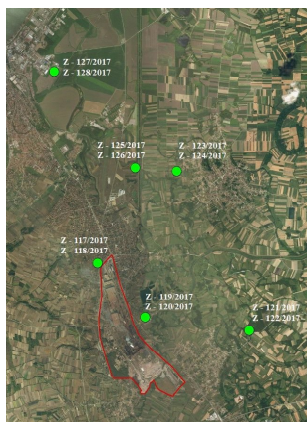 Z - 127/2017
Z - 128/2017
Z - 125/2017
Z - 126/2017
Z - 123/2017
Z - 124/2017
Z - 117/2017
Z - 118/2017
Z - 119/2017
Z - 120/2017
Z - 121/2017
Z - 122/2017